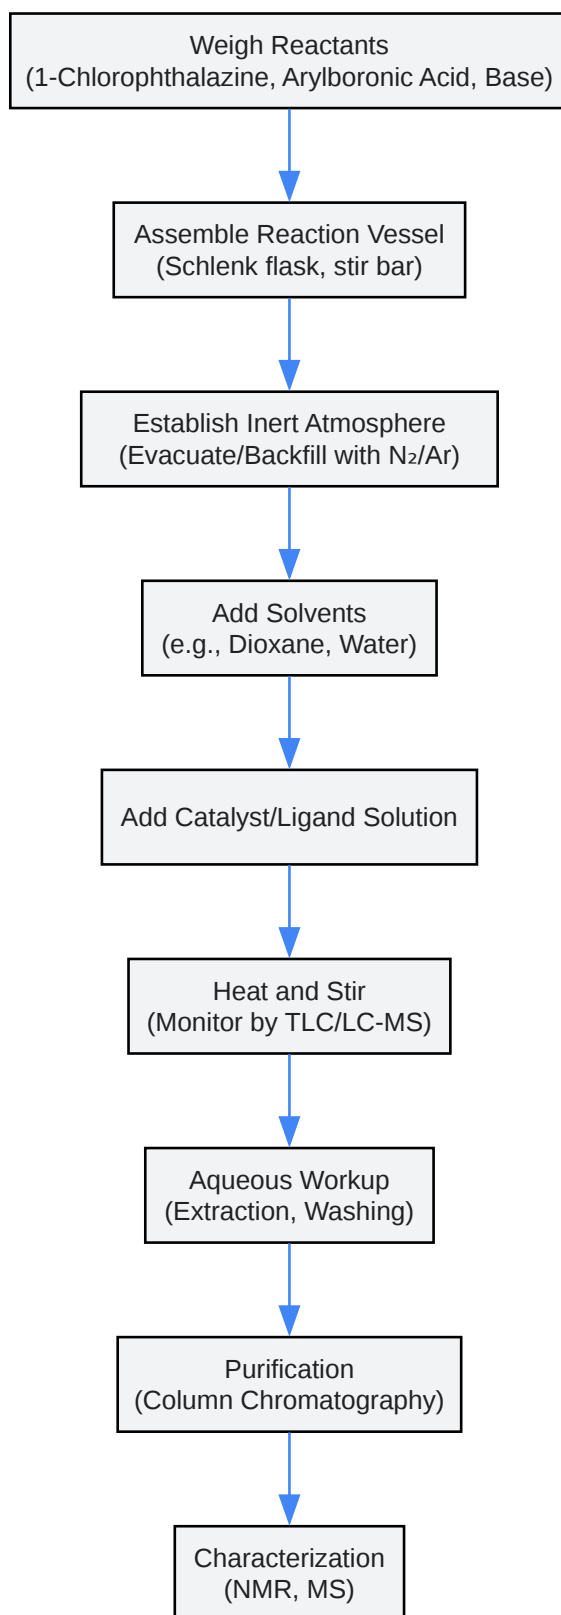 Weigh Reactants
(1-Chlorophthalazine, Arylboronic Acid, Base)
Assemble Reaction Vessel
(Schlenk flask, stir bar)
Establish Inert Atmosphere
(Evacuate/Backfill with N₂/Ar)
Add Solvents
(e.g., Dioxane, Water)
Add Catalyst/Ligand Solution
Heat and Stir
(Monitor by TLC/LC-MS)
Aqueous Workup
(Extraction, Washing)
Purification
(Column Chromatography)
Characterization
(NMR, MS)